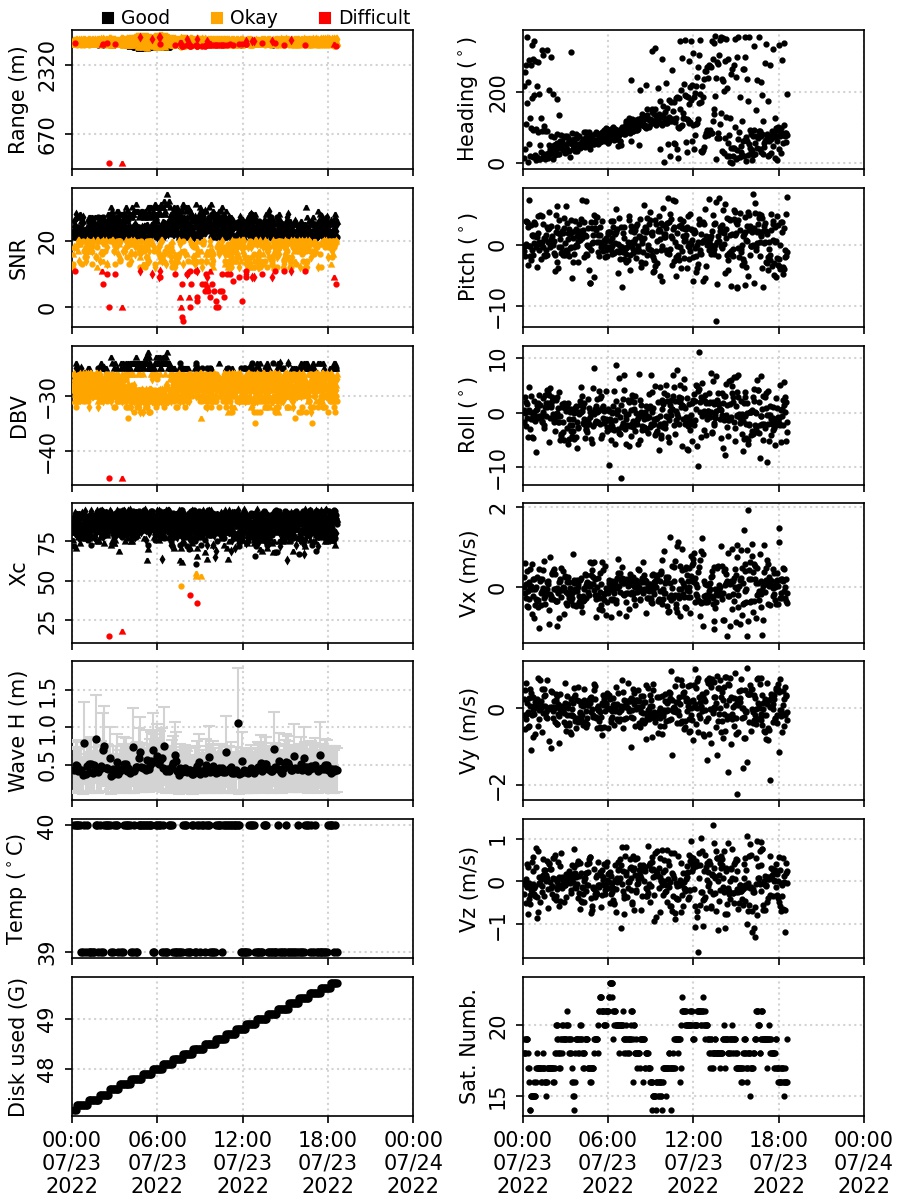 Good Okay Difficult
Range (m)
2320
670
Heading (°)
200
0
SNR
20
0
Pitch (°)
0
−10
DBV
−30
−40
Roll (°)
10
0
−10
Xc
75
50
25
Vx (m/s)
2
0
Wave H (m)
1.5
1.0
0.5
Vy (m/s)
0
−2
Temp (°C)
40
39
Vz (m/s)
1
0
−1
Disk used (G)
49
48
Sat. Numb.
20
15
00:00 06:00 12:00 18:00 00:00
07/23 07/23 07/23 07/23 07/24
2022 2022 2022 2022 2022
00:00 06:00 12:00 18:00 00:00
07/23 07/23 07/23 07/23 07/24
2022 2022 2022 2022 2022